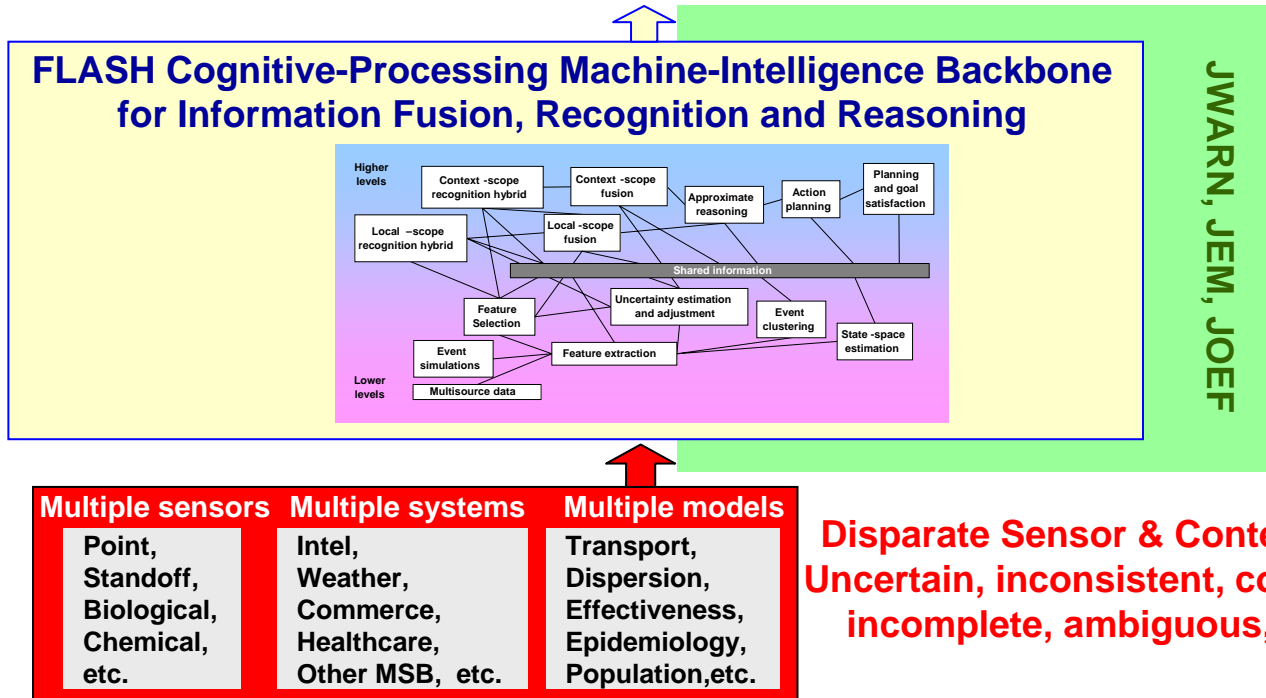 FLASH Cognitive-Processing Machine-Intelligence Backbone
for Information Fusion, Recognition and Reasoning
Higher
levels
Context -scope
recognition hybrid
Context -scope
fusion
Approximate
reasoning
Action
planning
Planning
and goal
satisfaction
Local –scope
recognition hybrid
Local -scope
fusion
Shared information
Feature
Selection
Uncertainty estimation
and adjustment
Event
clustering
State -space
estimation
Event
simulations
Feature extraction
Lower
levels
Multisource data
JWARN, JEM, JOEF
Multiple sensors
Point,
Standoff,
Biological,
Chemical,
etc.
Multiple systems
Intel,
Weather,
Commerce,
Healthcare,
Other MSB, etc.
Multiple models
Transport,
Dispersion,
Effectiveness,
Epidemiology,
Population,etc.
Disparate Sensor &
Uncertain, inconsistent,
incomplete, ambiguous,